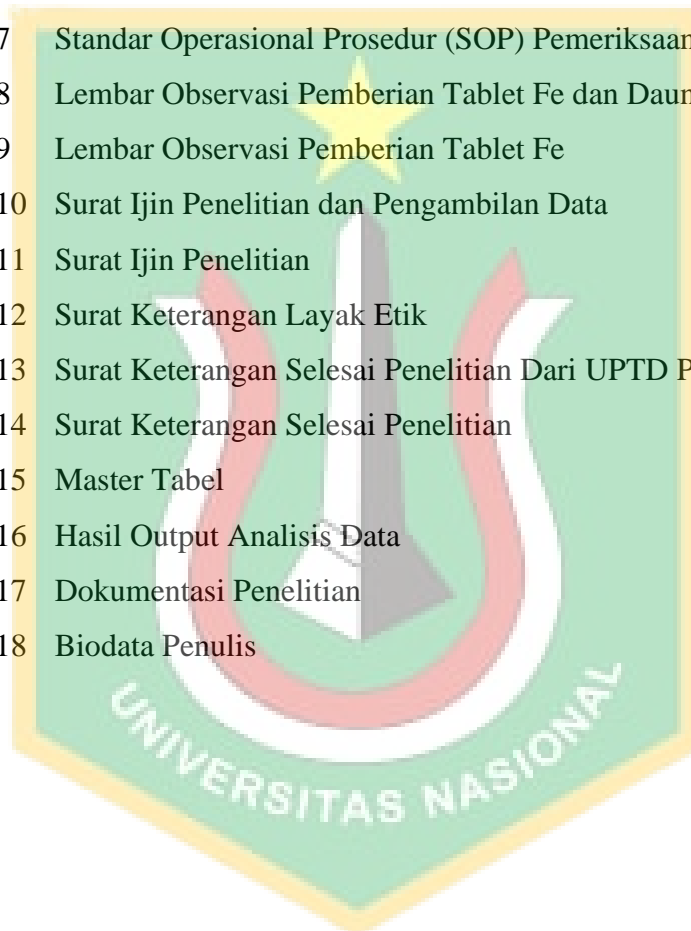 7 Standar Operasional Prosedur (SOP) Pemeriksaan
8 Lembar Observasi Pemberian Tablet Fe dan Daun
9 Lembar Observasi Pemberian Tablet Fe
10 Surat Ijin Penelitian dan Pengambilan Data
11 Surat Ijin Penelitian
12 Surat Keterangan Layak Etik
13 Surat Keterangan Selesai Penelitian Dari UPTD P
14 Surat Keterangan Selesai Penelitian
15 Master Tabel
16 Hasil Output Analisis Data
17 Dokumentasi Penelitian
18 Biodata Penulis
UNIVERSITAS NASIONAL